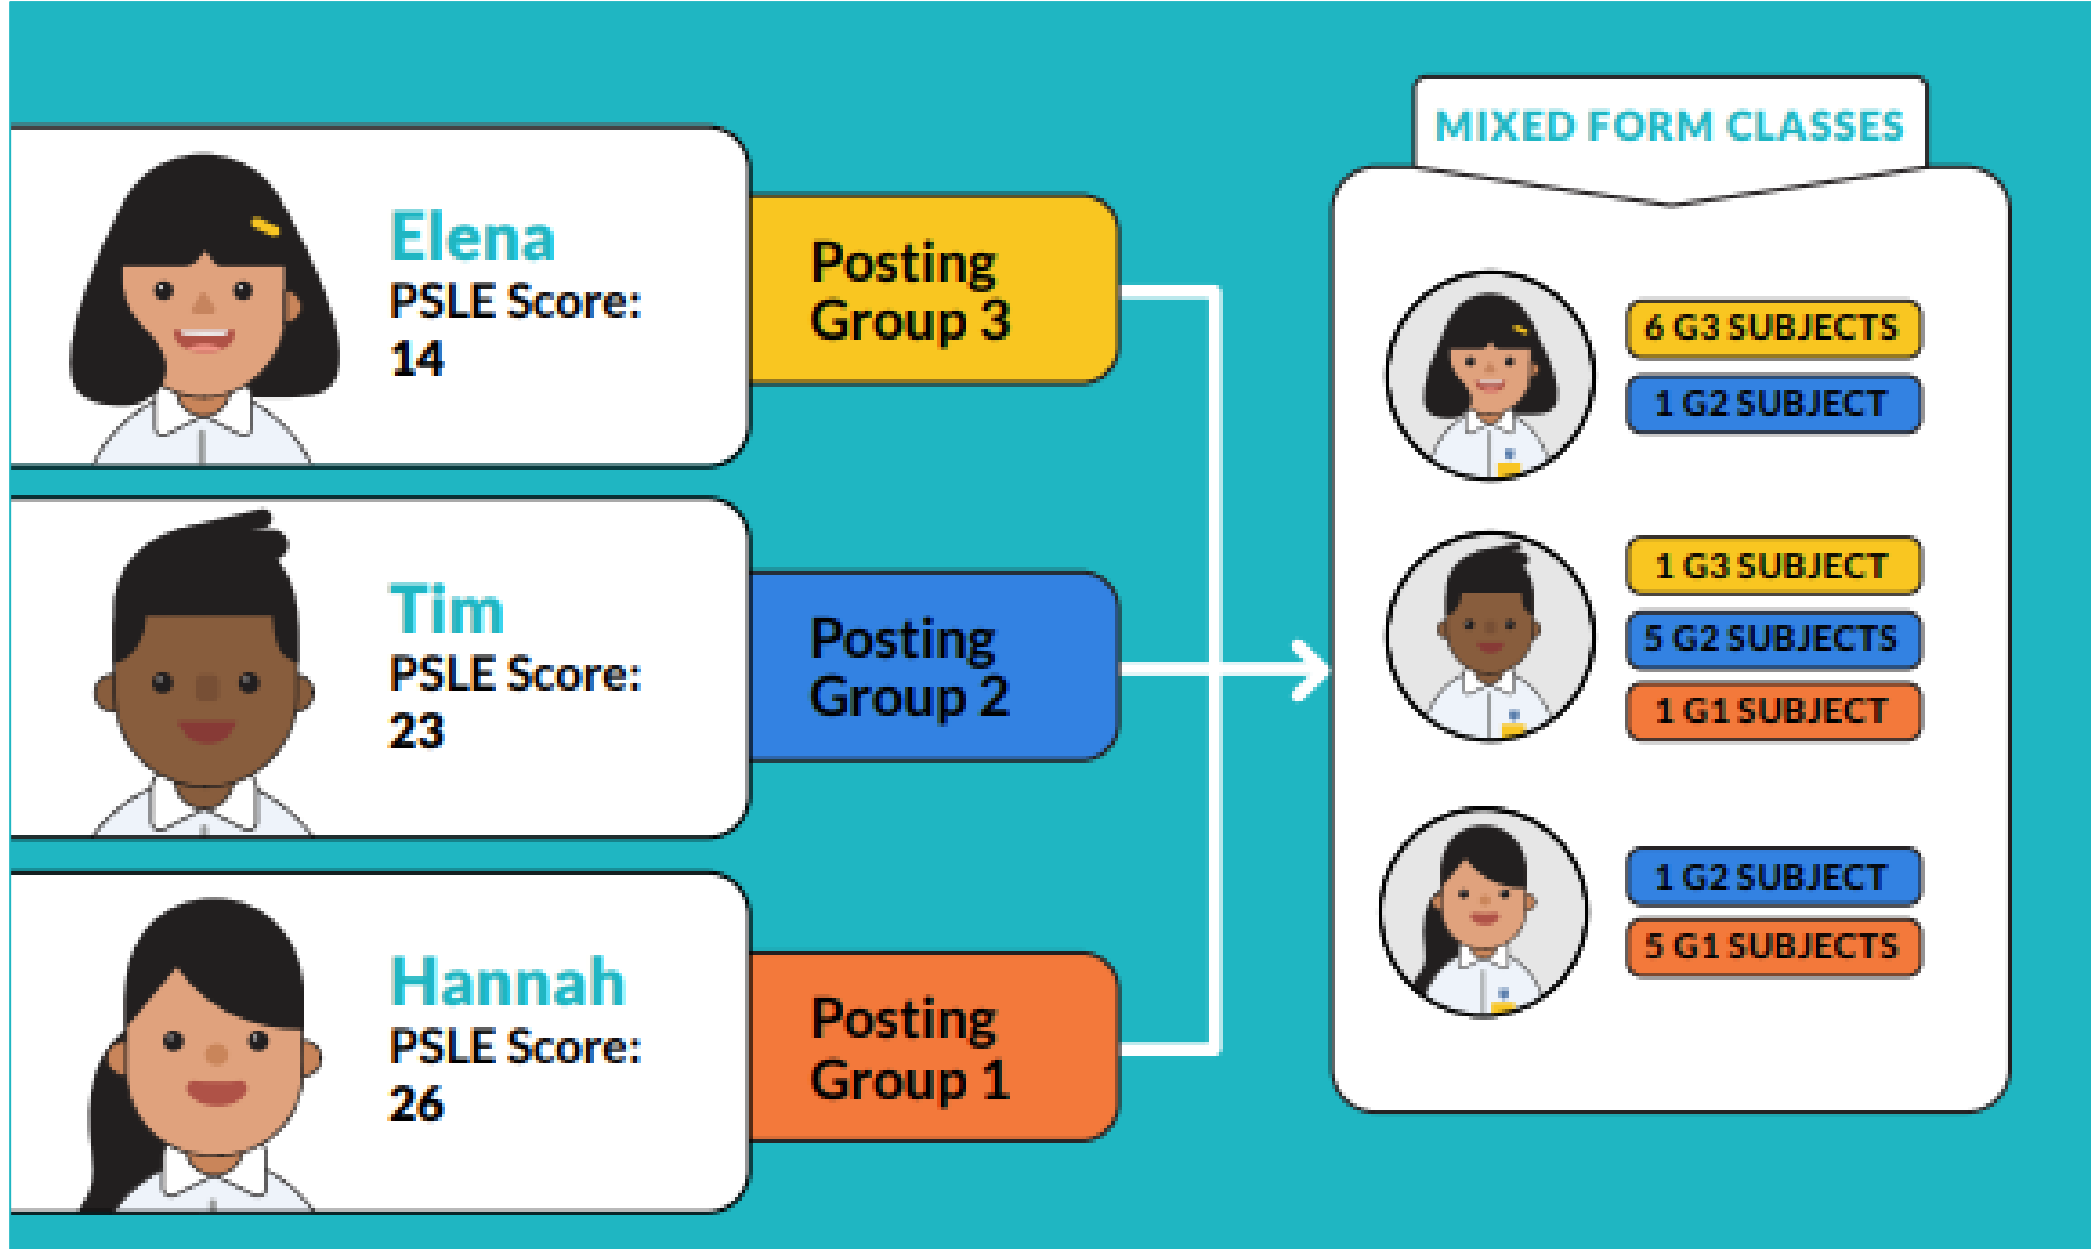 Elena
PSLE Score:
14
Posting
Group 3
Tim
PSLE Score:
23
Posting
Group 2
Hannah
PSLE Score:
26
Posting
Group 1
MIXED FORM CLASSES
6 G3 SUBJECTS
1 G2 SUBJECT
1 G3 SUBJECT
5 G2 SUBJECTS
1 G1 SUBJECT
1 G2 SUBJECT
5 G1 SUBJECTS